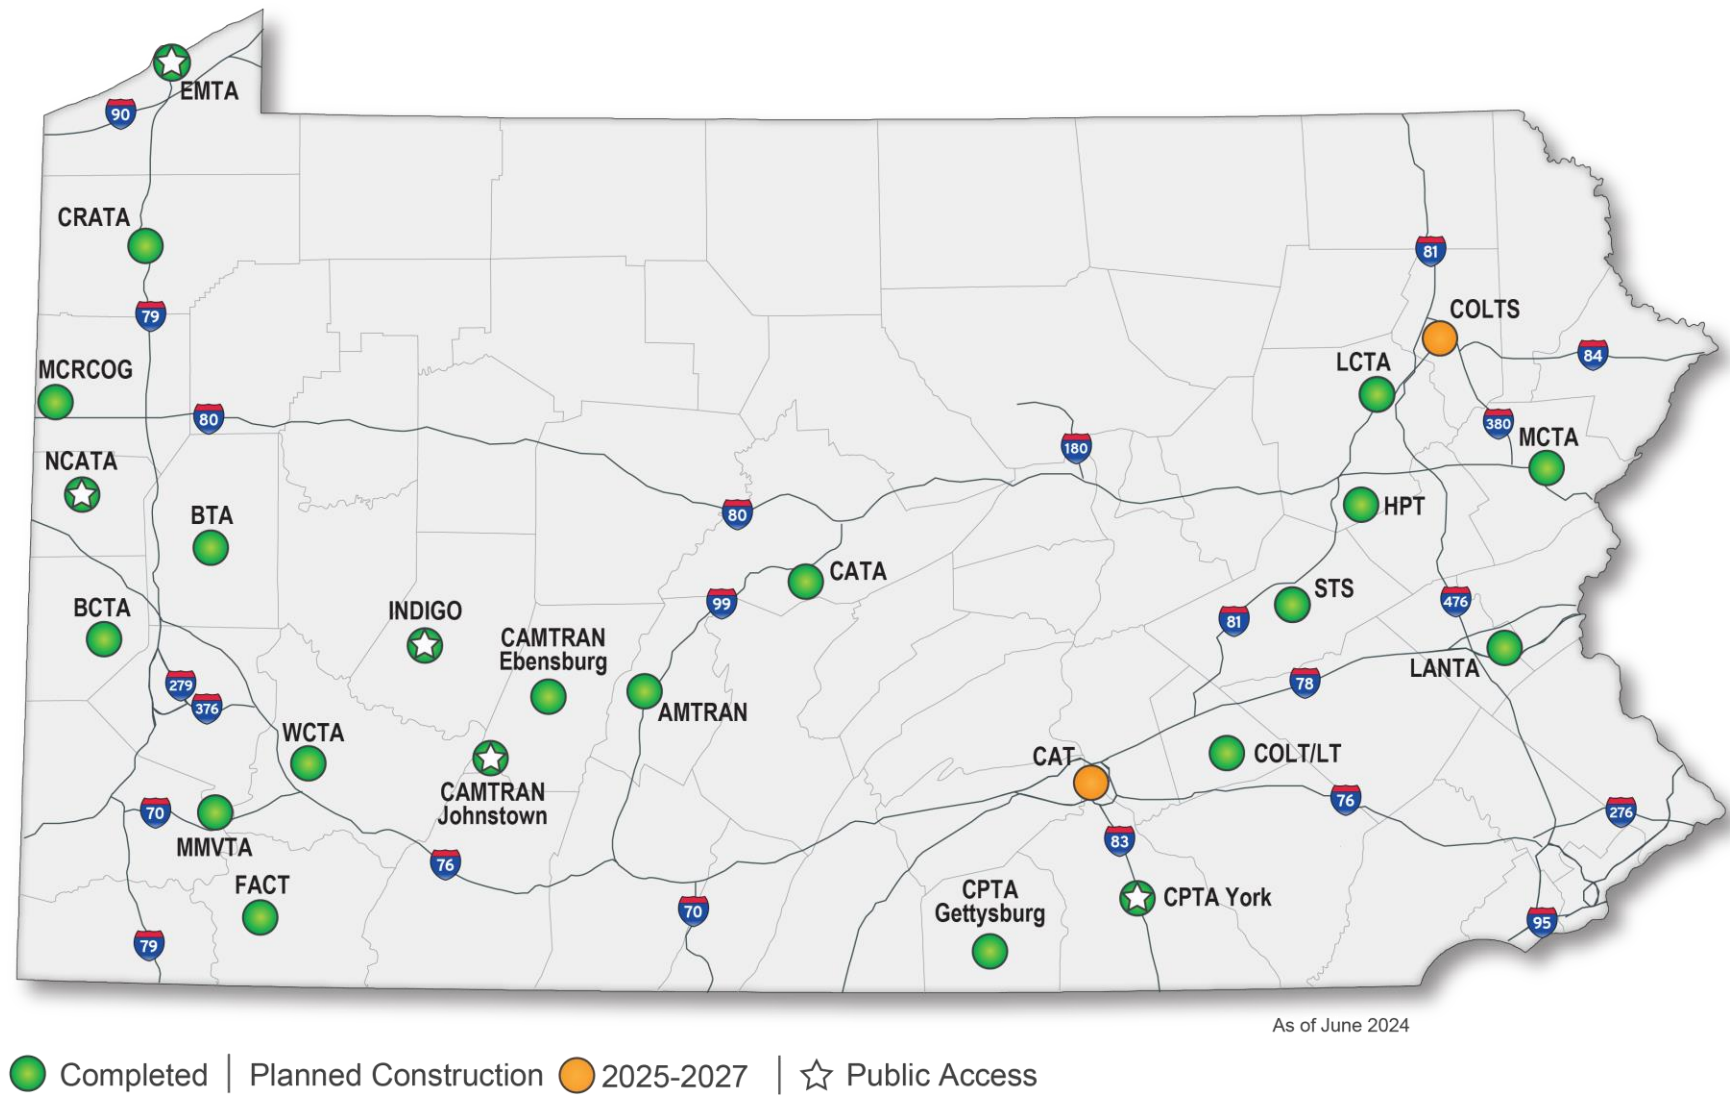 EMTA
90
CRATA
79
81
COLTS
MCRCOG
LCTA
84
80
380
180
MCTA
NCATA
BTA
80
HPT
CATA
BCTA
INDIGO
99
STS
476
81
CAMTRAN
Ebensburg
LANTA
279
376
78
AMTRAN
WCTA
CAT
COLT/LT
CAMTRAN
Johnstown
70
76
276
MMVTA
83
76
FACT
CPTA
Gettysburg
CPTA York
70
79
95
As of June 2024
Completed | Planned Construction 2025-2027 | Public Access